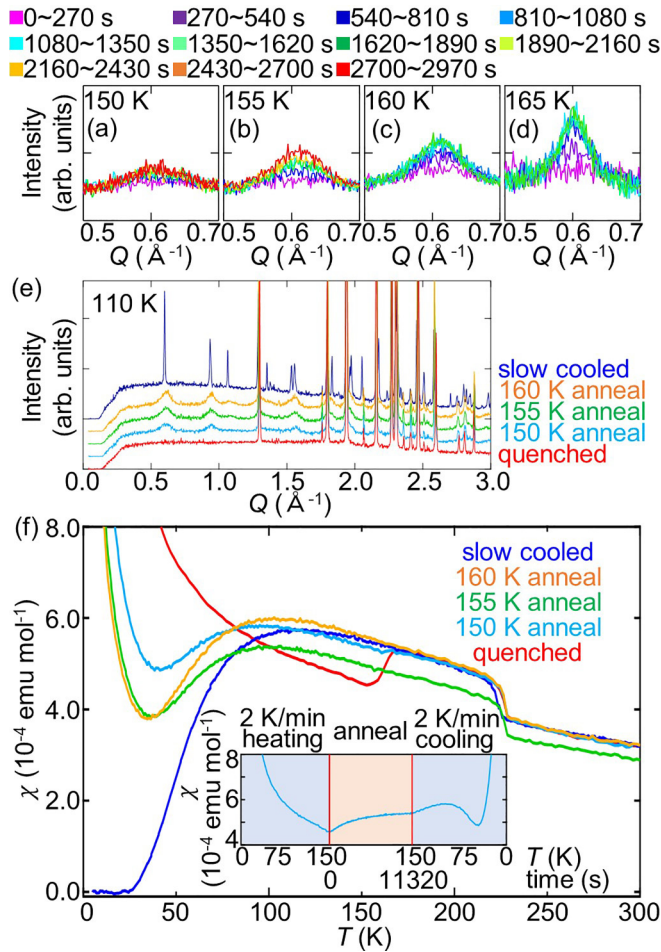 0~270 s 270~540 s 540~810 s 810~1080 s
1080~1350 s 1350~1620 s 1620~1890 s 1890~2160 s
2160~2430 s 2430~2700 s 2700~2970 s
Intensity
(arb. units)
150 K 155 K 160 K 165 K
(a) (b) (c) (d)
0.5 0.6 0.7 0.5 0.6 0.7 0.5 0.6 0.7 0.5 0.6 0.7
Q (Å⁻¹) Q (Å⁻¹) Q (Å⁻¹) Q (Å⁻¹)
(e)
110 K
Intensity
(arb. units)
slow cooled
160 K anneal
155 K anneal
150 K anneal
quenched
0.0 0.5 1.0 1.5 2.0 2.5 3.0
Q (Å⁻¹)
(f)
8.0
6.0
4.0
2.0
0.0
χ (10⁻⁴ emu mol⁻¹)
slow cooled
160 K anneal
155 K anneal
150 K anneal
quenched
2 K/min
heating
anneal
2 K/min
cooling
χ
(10⁻⁴ emu mol⁻¹)
8
6
4
0 75 150 150 75 0 T (K)
0 11320 time (s)
0 50 100 150 200 250 300
T (K)